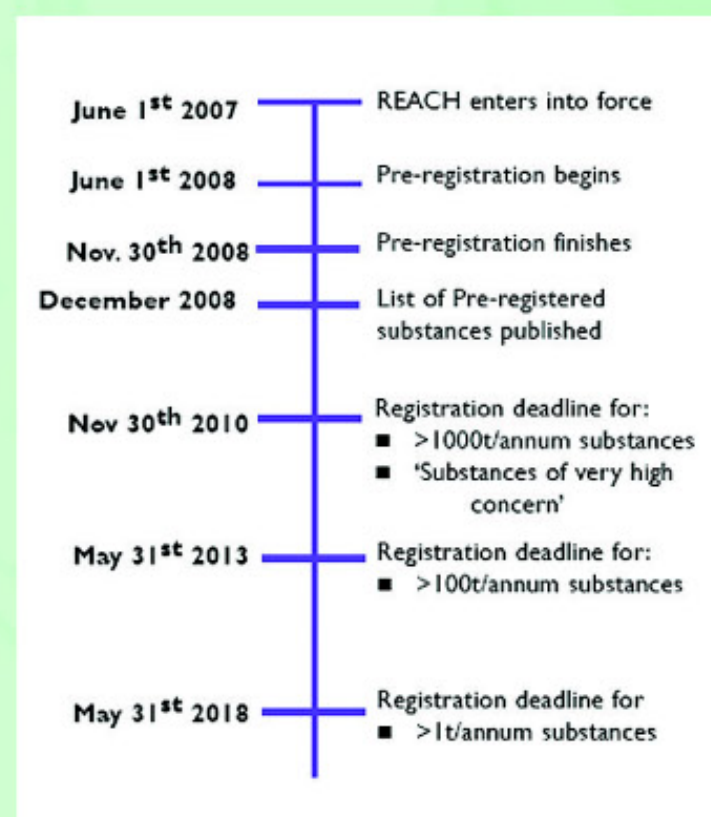 June 1st 2007 REACH enters into force
June 1st 2008 Pre-registration begins
Nov. 30th 2008 Pre-registration finishes
December 2008 List of Pre-registered
substances published
Nov 30th 2010 Registration deadline for:
■ >1000t/annum substances
■ ‘Substances of very high
concern’
May 31st 2013 Registration deadline for:
■ >100t/annum substances
May 31st 2018 Registration deadline for
■ >1t/annum substances